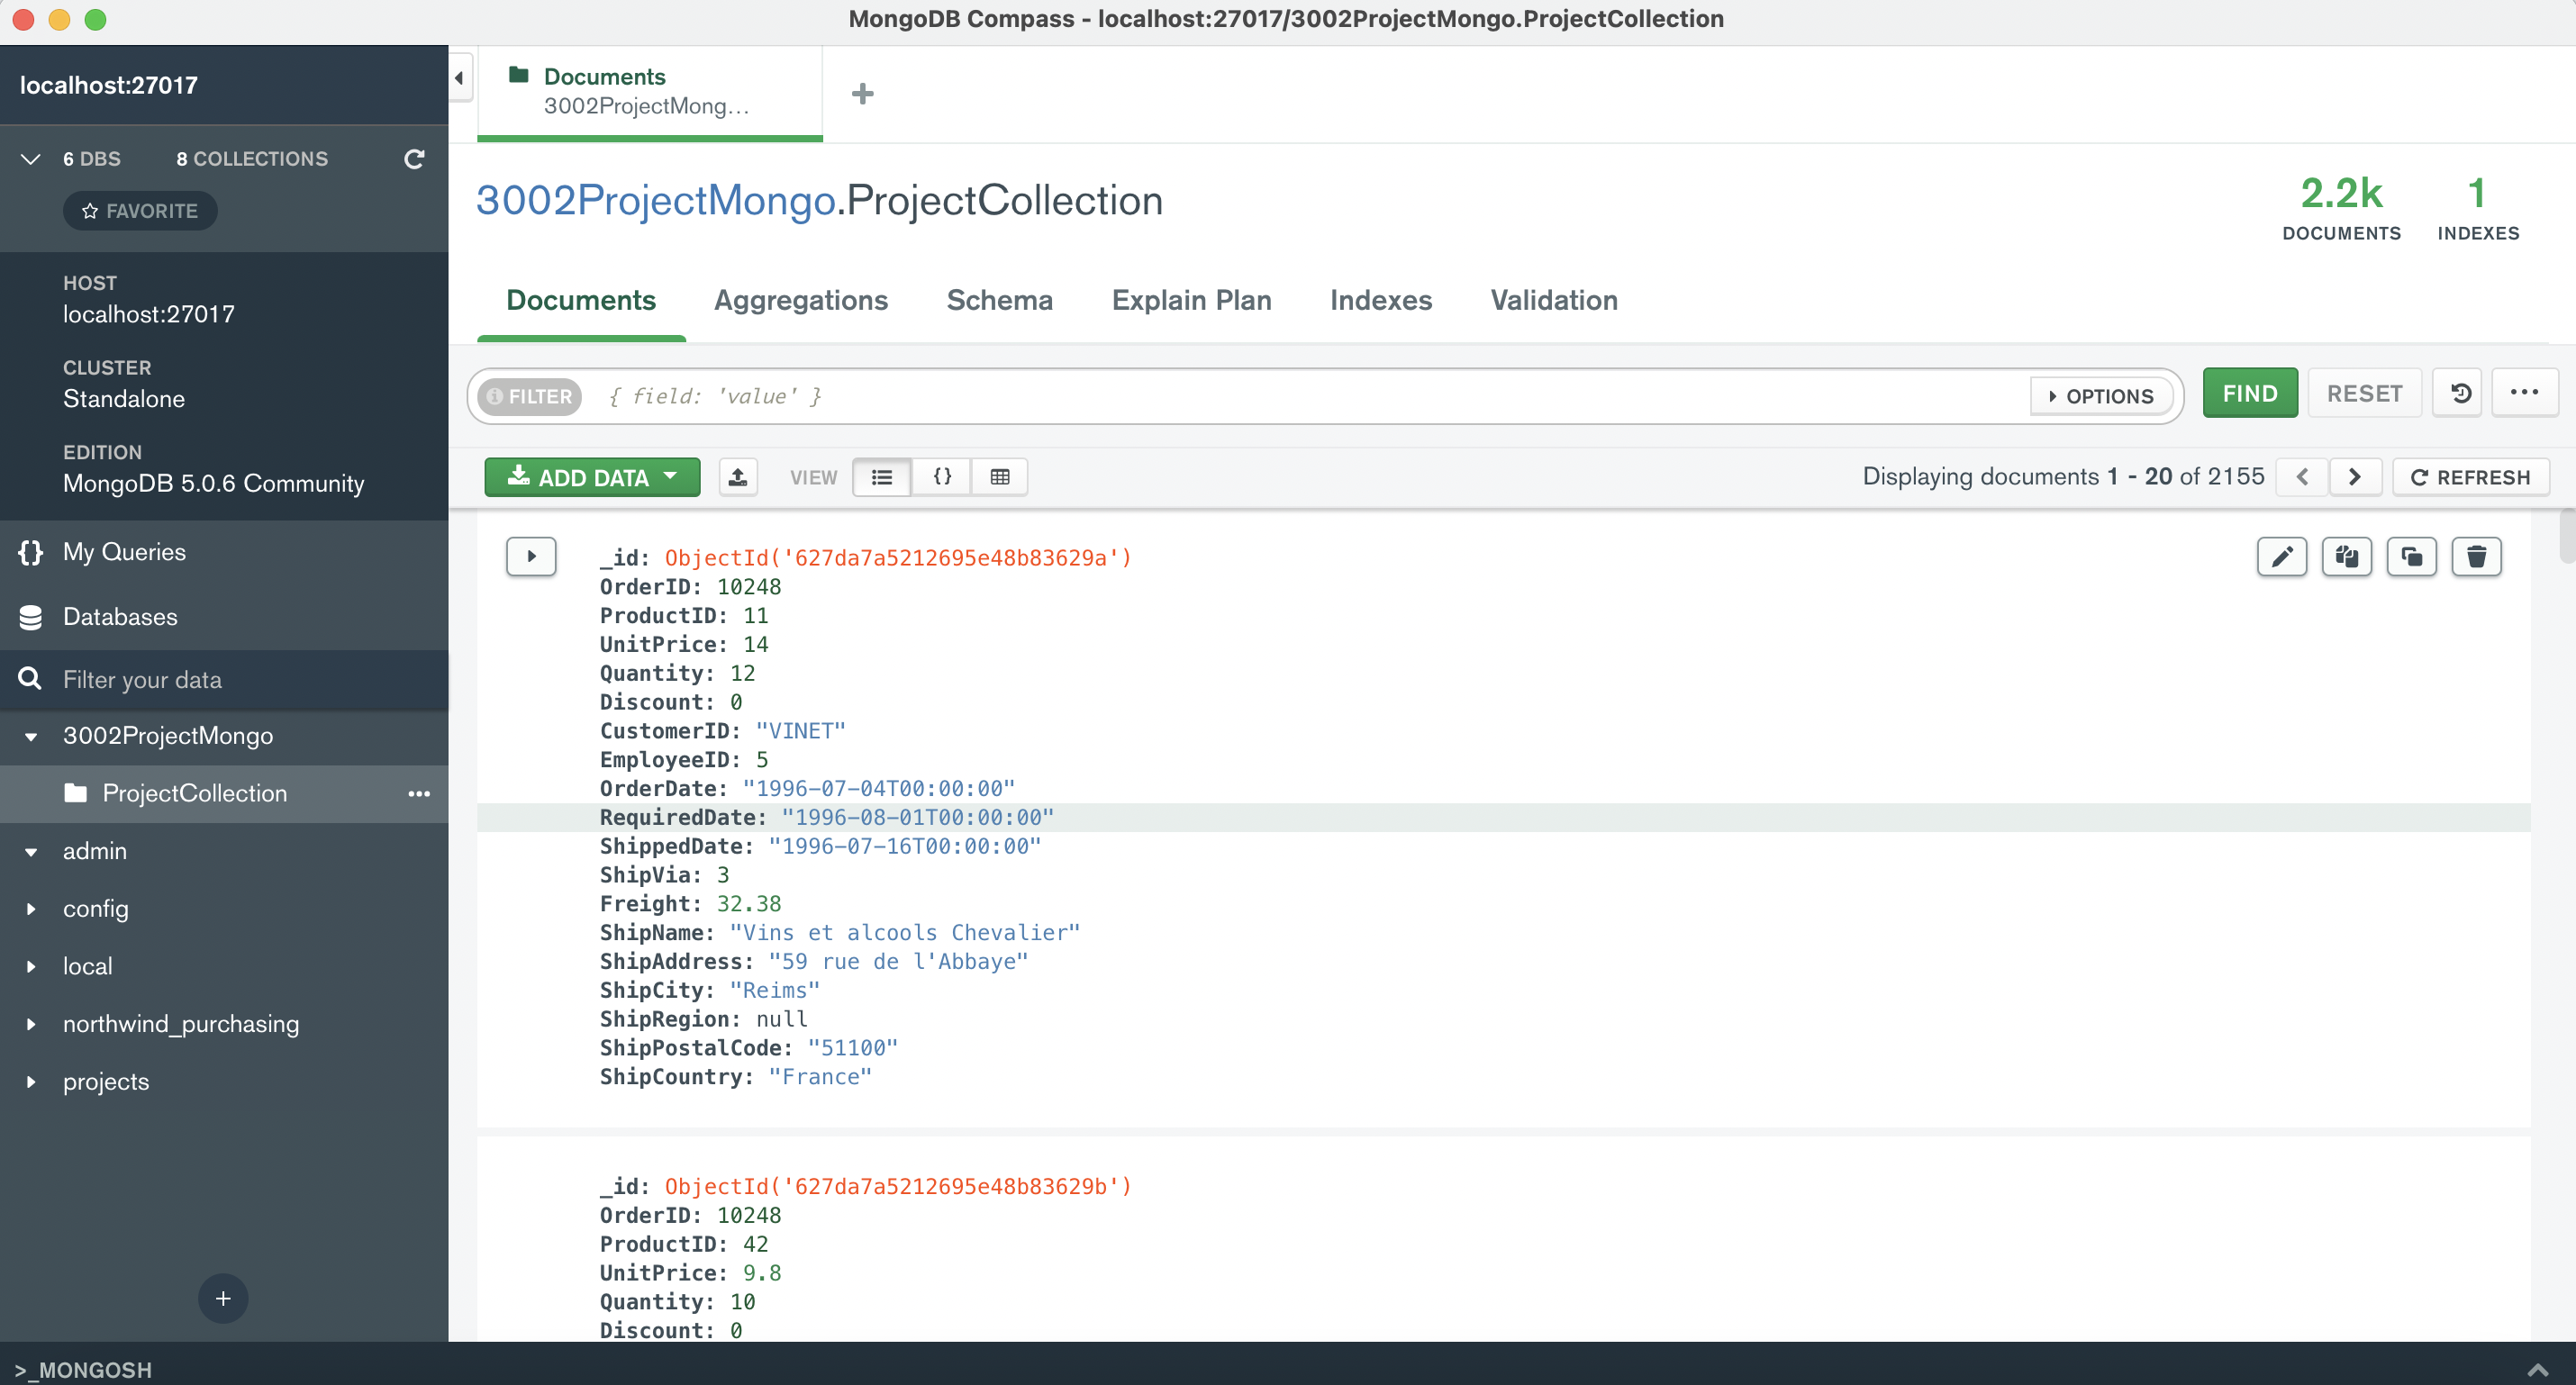 MongoDB Compass - localhost:27017/3002ProjectMongo.ProjectCollection
localhost:27017
6 DBS 8 COLLECTIONS
FAVORITE
HOST
localhost:27017
CLUSTER
Standalone
EDITION
MongoDB 5.0.6 Community
My Queries
Databases
Filter your data
3002ProjectMongo
ProjectCollection
admin
config
local
northwind_purchasing
projects
Documents
3002ProjectMong...
3002ProjectMongo.ProjectCollection
2.2k
DOCUMENTS
1
INDEXES
Documents Aggregations Schema Explain Plan Indexes Validation
FILTER { field: 'value' } OPTIONS FIND RESET
ADD DATA VIEW {} Displaying documents 1 - 20 of 2155 REFRESH
_id: ObjectId('627da7a5212695e48b83629a')
OrderID: 10248
ProductID: 11
UnitPrice: 14
Quantity: 12
Discount: 0
CustomerID: "VINET"
EmployeeID: 5
OrderDate: "1996-07-04T00:00:00"
RequiredDate: "1996-08-01T00:00:00"
ShippedDate: "1996-07-16T00:00:00"
ShipVia: 3
Freight: 32.38
ShipName: "Vins et alcools Chevalier"
ShipAddress: "59 rue de l'Abbaye"
ShipCity: "Reims"
ShipRegion: null
ShipPostalCode: "51100"
ShipCountry: "France"
_id: ObjectId('627da7a5212695e48b83629b')
OrderID: 10248
ProductID: 42
UnitPrice: 9.8
Quantity: 10
Discount: 0
>_MONGOSH